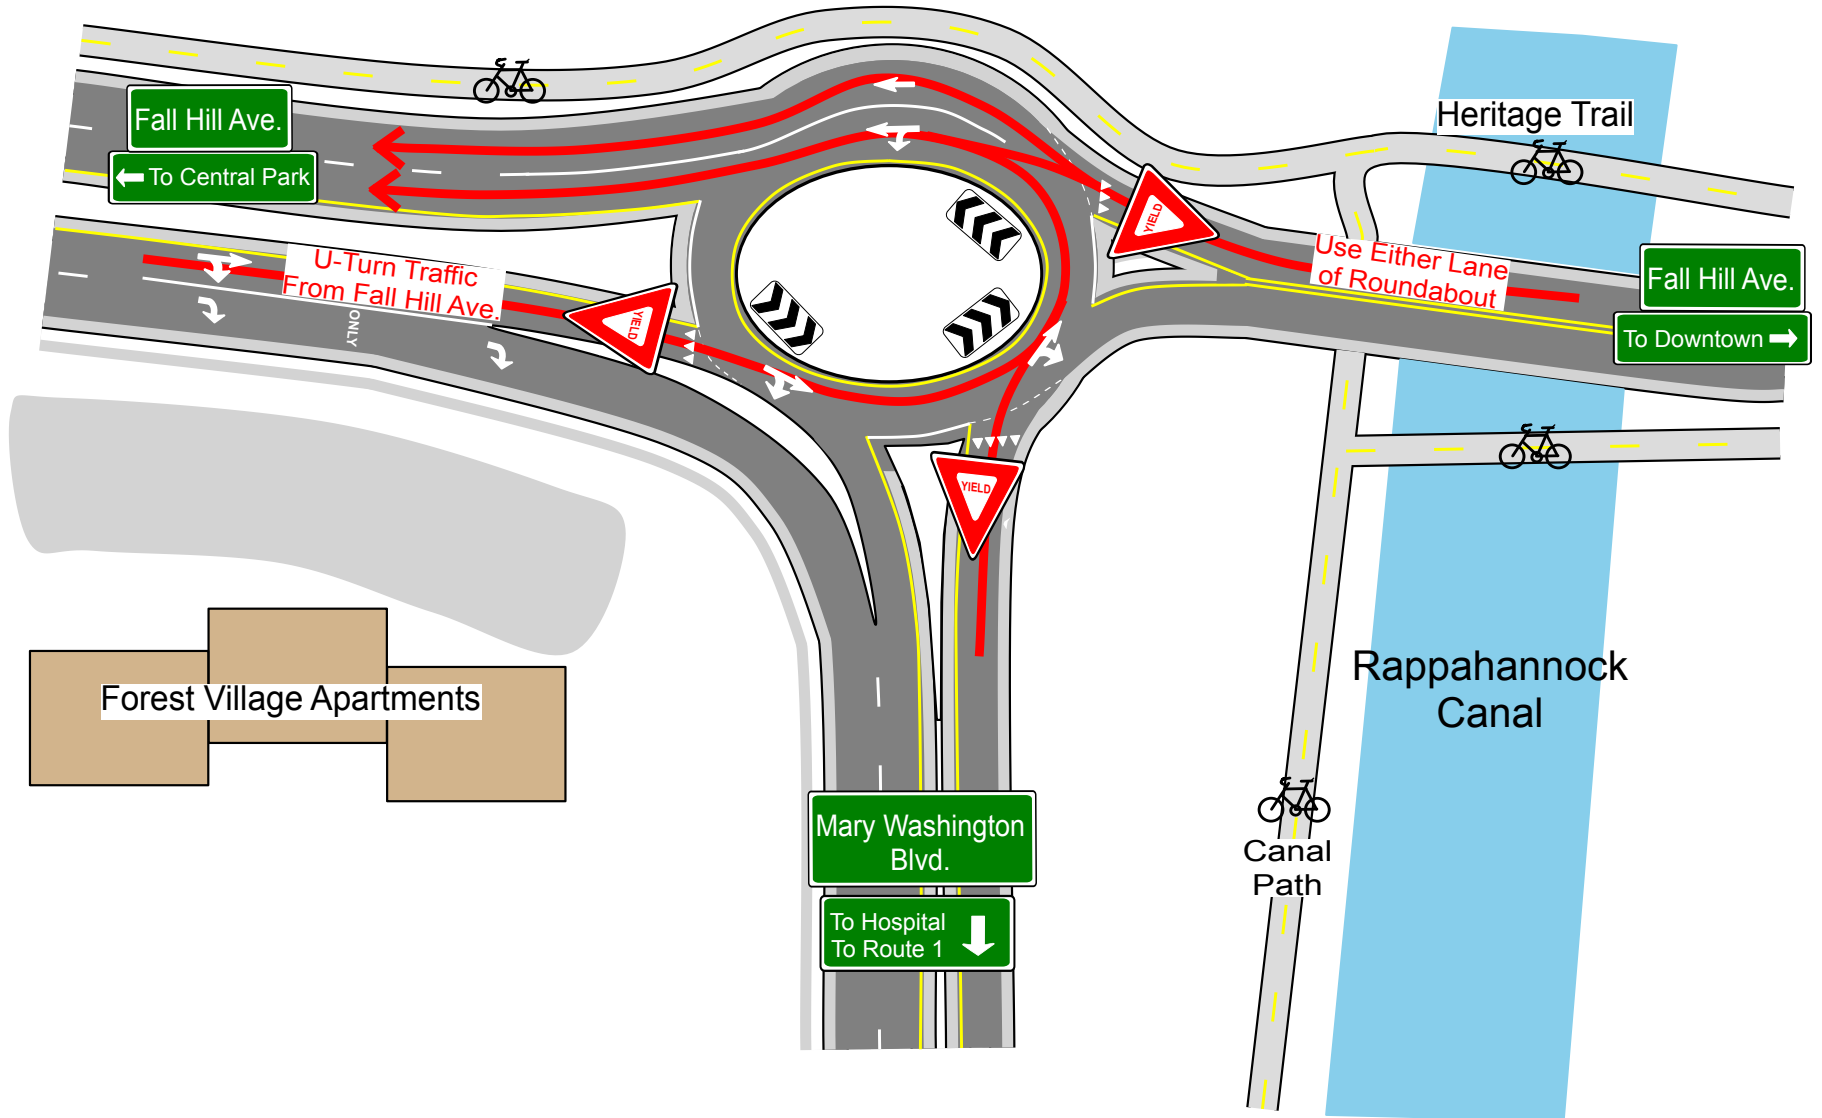 Fall Hill Ave.
To Central Park
Heritage Trail
YIELD
Use Either Lane
of Roundabout
Fall Hill Ave.
To Downtown
U-Turn Traffic
From Fall Hill Ave.
ONLY
YIELD
YIELD
Rappahannock
Canal
Forest Village Apartments
Mary Washington
Blvd.
To Hospital
To Route 1
Canal
Path